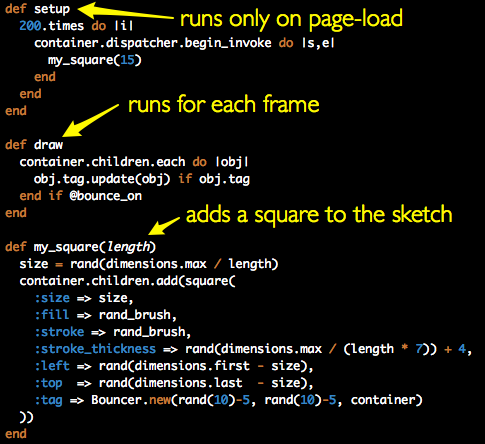 def setup
runs only on page-load
  200.times do |i|
    container.dispatcher.begin_invoke do |s,e|
      my_square(15)
    end
  end
end
runs for each frame
def draw
  container.children.each do |obj|
    obj.tag.update(obj) if obj.tag
  end if @bounce_on
end
adds a square to the sketch
def my_square(length)
  size = rand(dimensions.max / length)
  container.children.add(square(
    :size => size,
    :fill => rand_brush,
    :stroke => rand_brush,
    :stroke_thickness => rand(dimensions.max / (length * 7)) + 4,
    :left => rand(dimensions.first - size),
    :top  => rand(dimensions.last  - size),
    :tag => Bouncer.new(rand(10)-5, rand(10)-5, container)
  ))
end